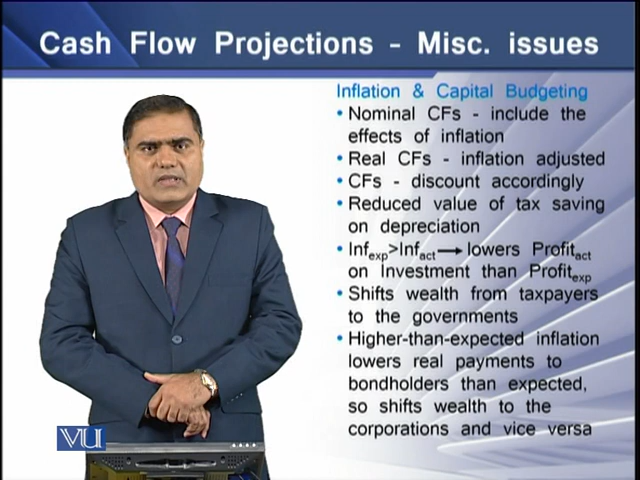 Cash Flow Projections - Misc. issues
Inflation & Capital Budgeting
• Nominal CFs - include the
effects of inflation
• Real CFs - inflation adjusted
• CFs - discount accordingly
• Reduced value of tax saving
on depreciation
• Infexp>Infact→lowers Profitact
on Investment than Profitexp
• Shifts wealth from taxpayers
to the governments
• Higher-than-expected inflation
lowers real payments to
bondholders than expected,
so shifts wealth to the
corporations and vice versa
VU